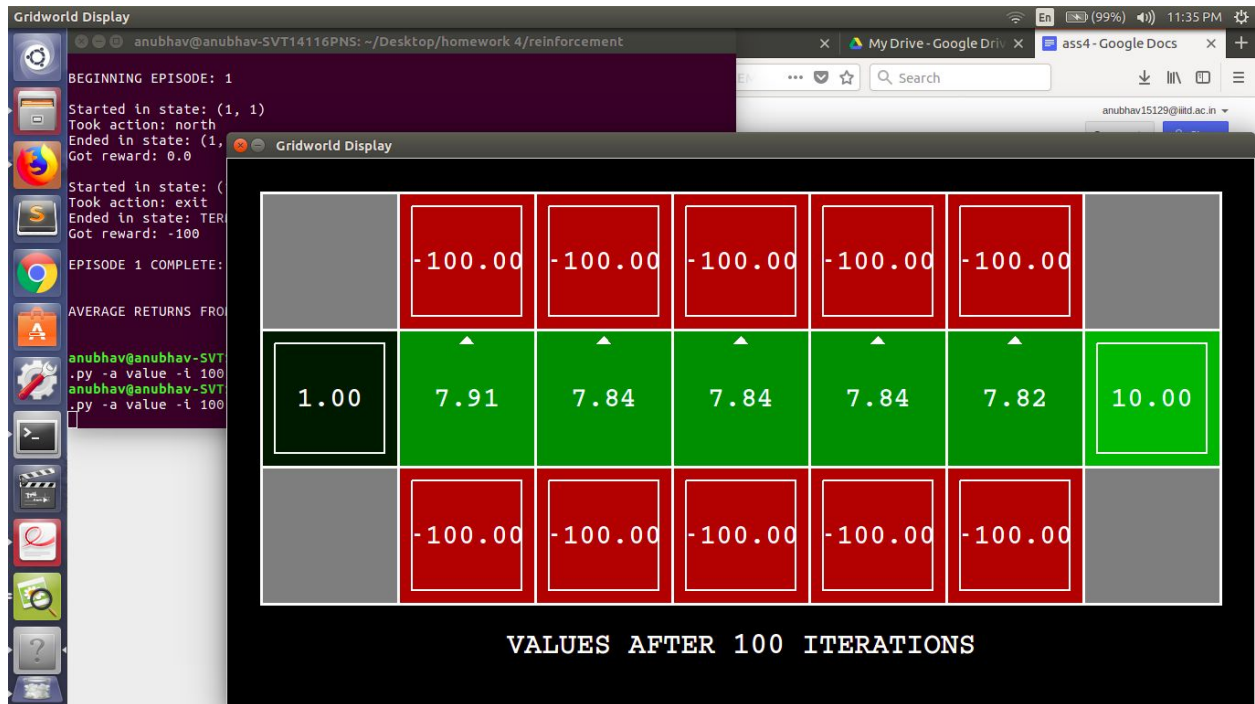 Gridworld Display
En (99%) 11:35 PM
anubhav@anubhav-SVT14116PNS: ~/Desktop/homework 4/reinforcement
My Drive - Google Driv
ass4 - Google Docs
Search
anubhav15129@iiitd.ac.in
BEGINNING EPISODE: 1
Started in state: (1, 1)
Took action: north
Ended in state: (1,
Got reward: 0.0
Started in state: (
Took action: exit
Ended in state: TER
Got reward: -100
EPISODE 1 COMPLETE:
AVERAGE RETURNS FRO
anubhav@anubhav-SVT
.py -a value -i 100
anubhav@anubhav-SVT
.py -a value -i 100
Gridworld Display
-100.00 -100.00 -100.00 -100.00 -100.00
1.00 7.91 7.84 7.84 7.84 7.82 10.00
-100.00 -100.00 -100.00 -100.00 -100.00
VALUES AFTER 100 ITERATIONS